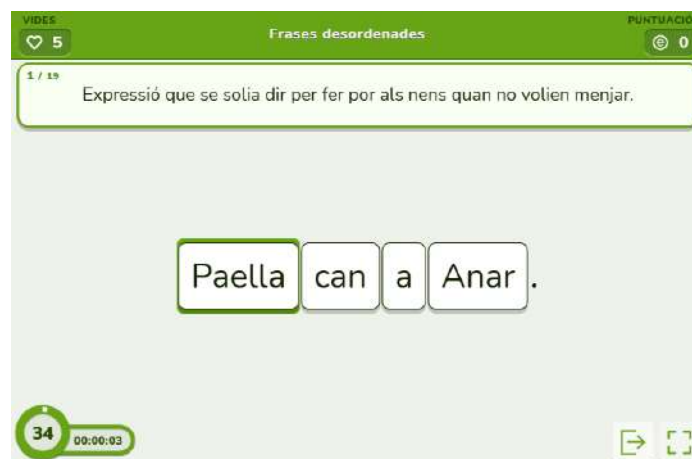 VIDES
5
Frases desordenades
PUNTUACIÓ
0
1 / 19
Expressió que se solia dir per fer por als nens quan no volien menjar.
Paella can a Anar .
34
00:00:03